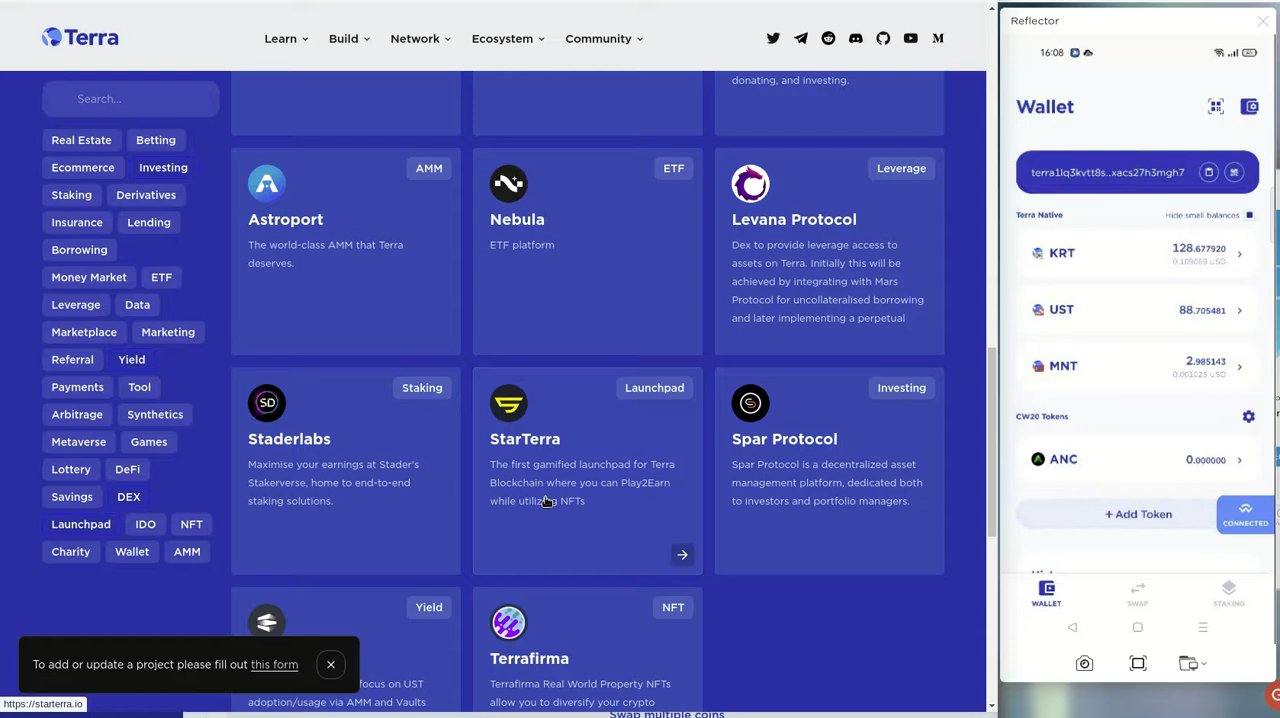 Terra
Learn
Build
Network
Ecosystem
Community
Search...
Real Estate
Betting
Ecommerce
Investing
Staking
Derivatives
Insurance
Lending
Borrowing
Money Market
ETF
Leverage
Data
Marketplace
Marketing
Referral
Yield
Payments
Tool
Arbitrage
Synthetics
Metaverse
Games
Lottery
DeFi
Savings
DEX
Launchpad
IDO
NFT
Charity
Wallet
AMM
donating, and investing.
AMM
Astroport
The world-class AMM that Terra
deserves.
ETF
Nebula
ETF platform
Leverage
Levana Protocol
Dex to provide leverage access to
assets on Terra. Initially this will be
achieved by integrating with Mars
Protocol for uncollateralised borrowing
and later implementing a perpetual
Staking
SD
Staderlabs
Maximise your earnings at Stader's
Stakerverse, home to end-to-end
staking solutions.
Launchpad
StarTerra
The first gamified launchpad for Terra
Blockchain where you can Play2Earn
while utilizing NFTs
Investing
Spar Protocol
Spar Protocol is a decentralized asset
management platform, dedicated both
to investors and portfolio managers.
Yield
focus on UST
adoption/usage via AMM and Vaults
NFT
Terrafirma
Terrafirma Real World Property NFTs
allow you to diversify your crypto
To add or update a project please fill out this form
https://starterra.io
Swap multiple coins
Reflector
16:08
Wallet
terra1lq3kvtt8s..xacs27h3mgh7
Terra Native
Hide small balances
KRT
128.677920
0.109069 USD
UST
88.705481
MNT
2.985143
0.001023 USD
CW20 Tokens
ANC
0.000000
+ Add Token
CONNECTED
WALLET
SWAP
STAKING